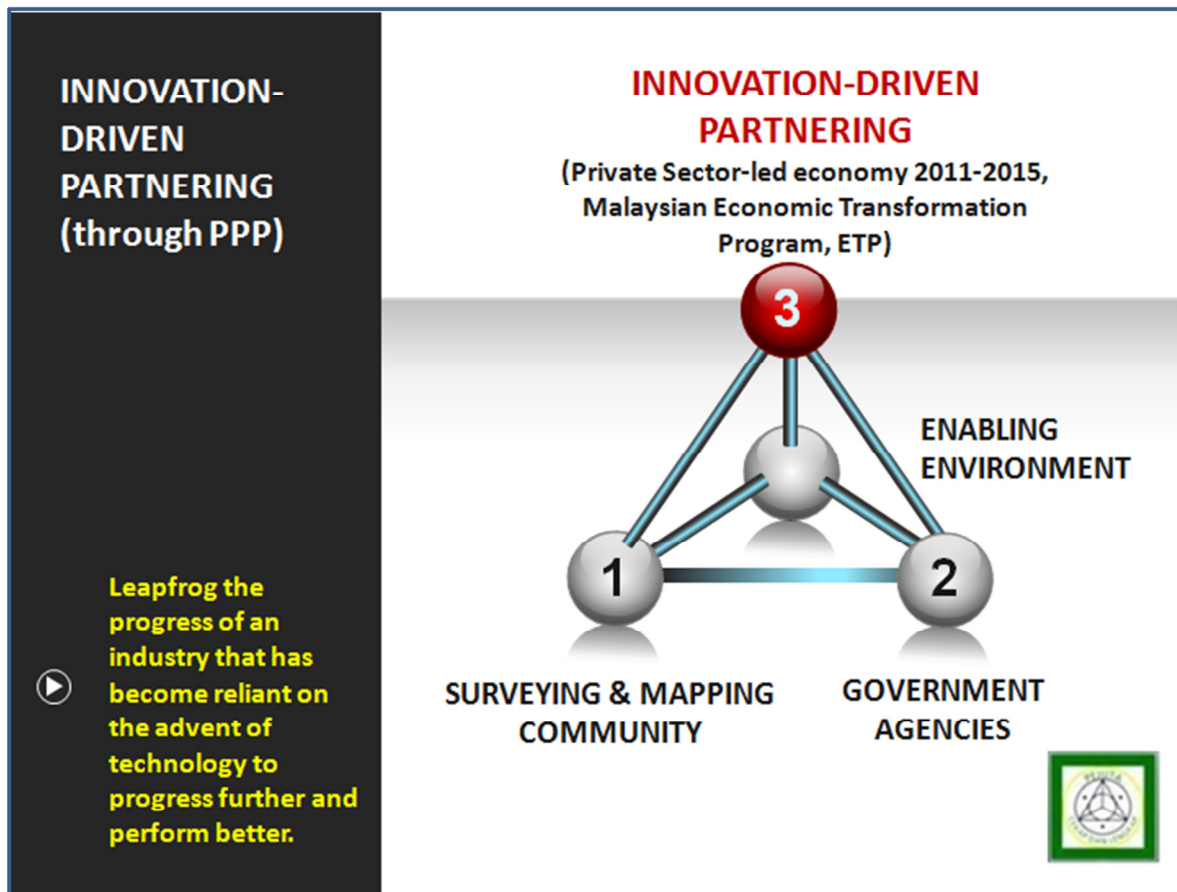 INNOVATION-
DRIVEN
PARTNERING
(through PPP)
Leapfrog the
progress of an
industry that has
become reliant on
the advent of
technology to
progress further and
perform better.
INNOVATION-DRIVEN
PARTNERING
(Private Sector-led economy 2011-2015,
Malaysian Economic Transformation
Program, ETP)
3
ENABLING
ENVIRONMENT
1
2
SURVEYING & MAPPING
COMMUNITY
GOVERNMENT
AGENCIES